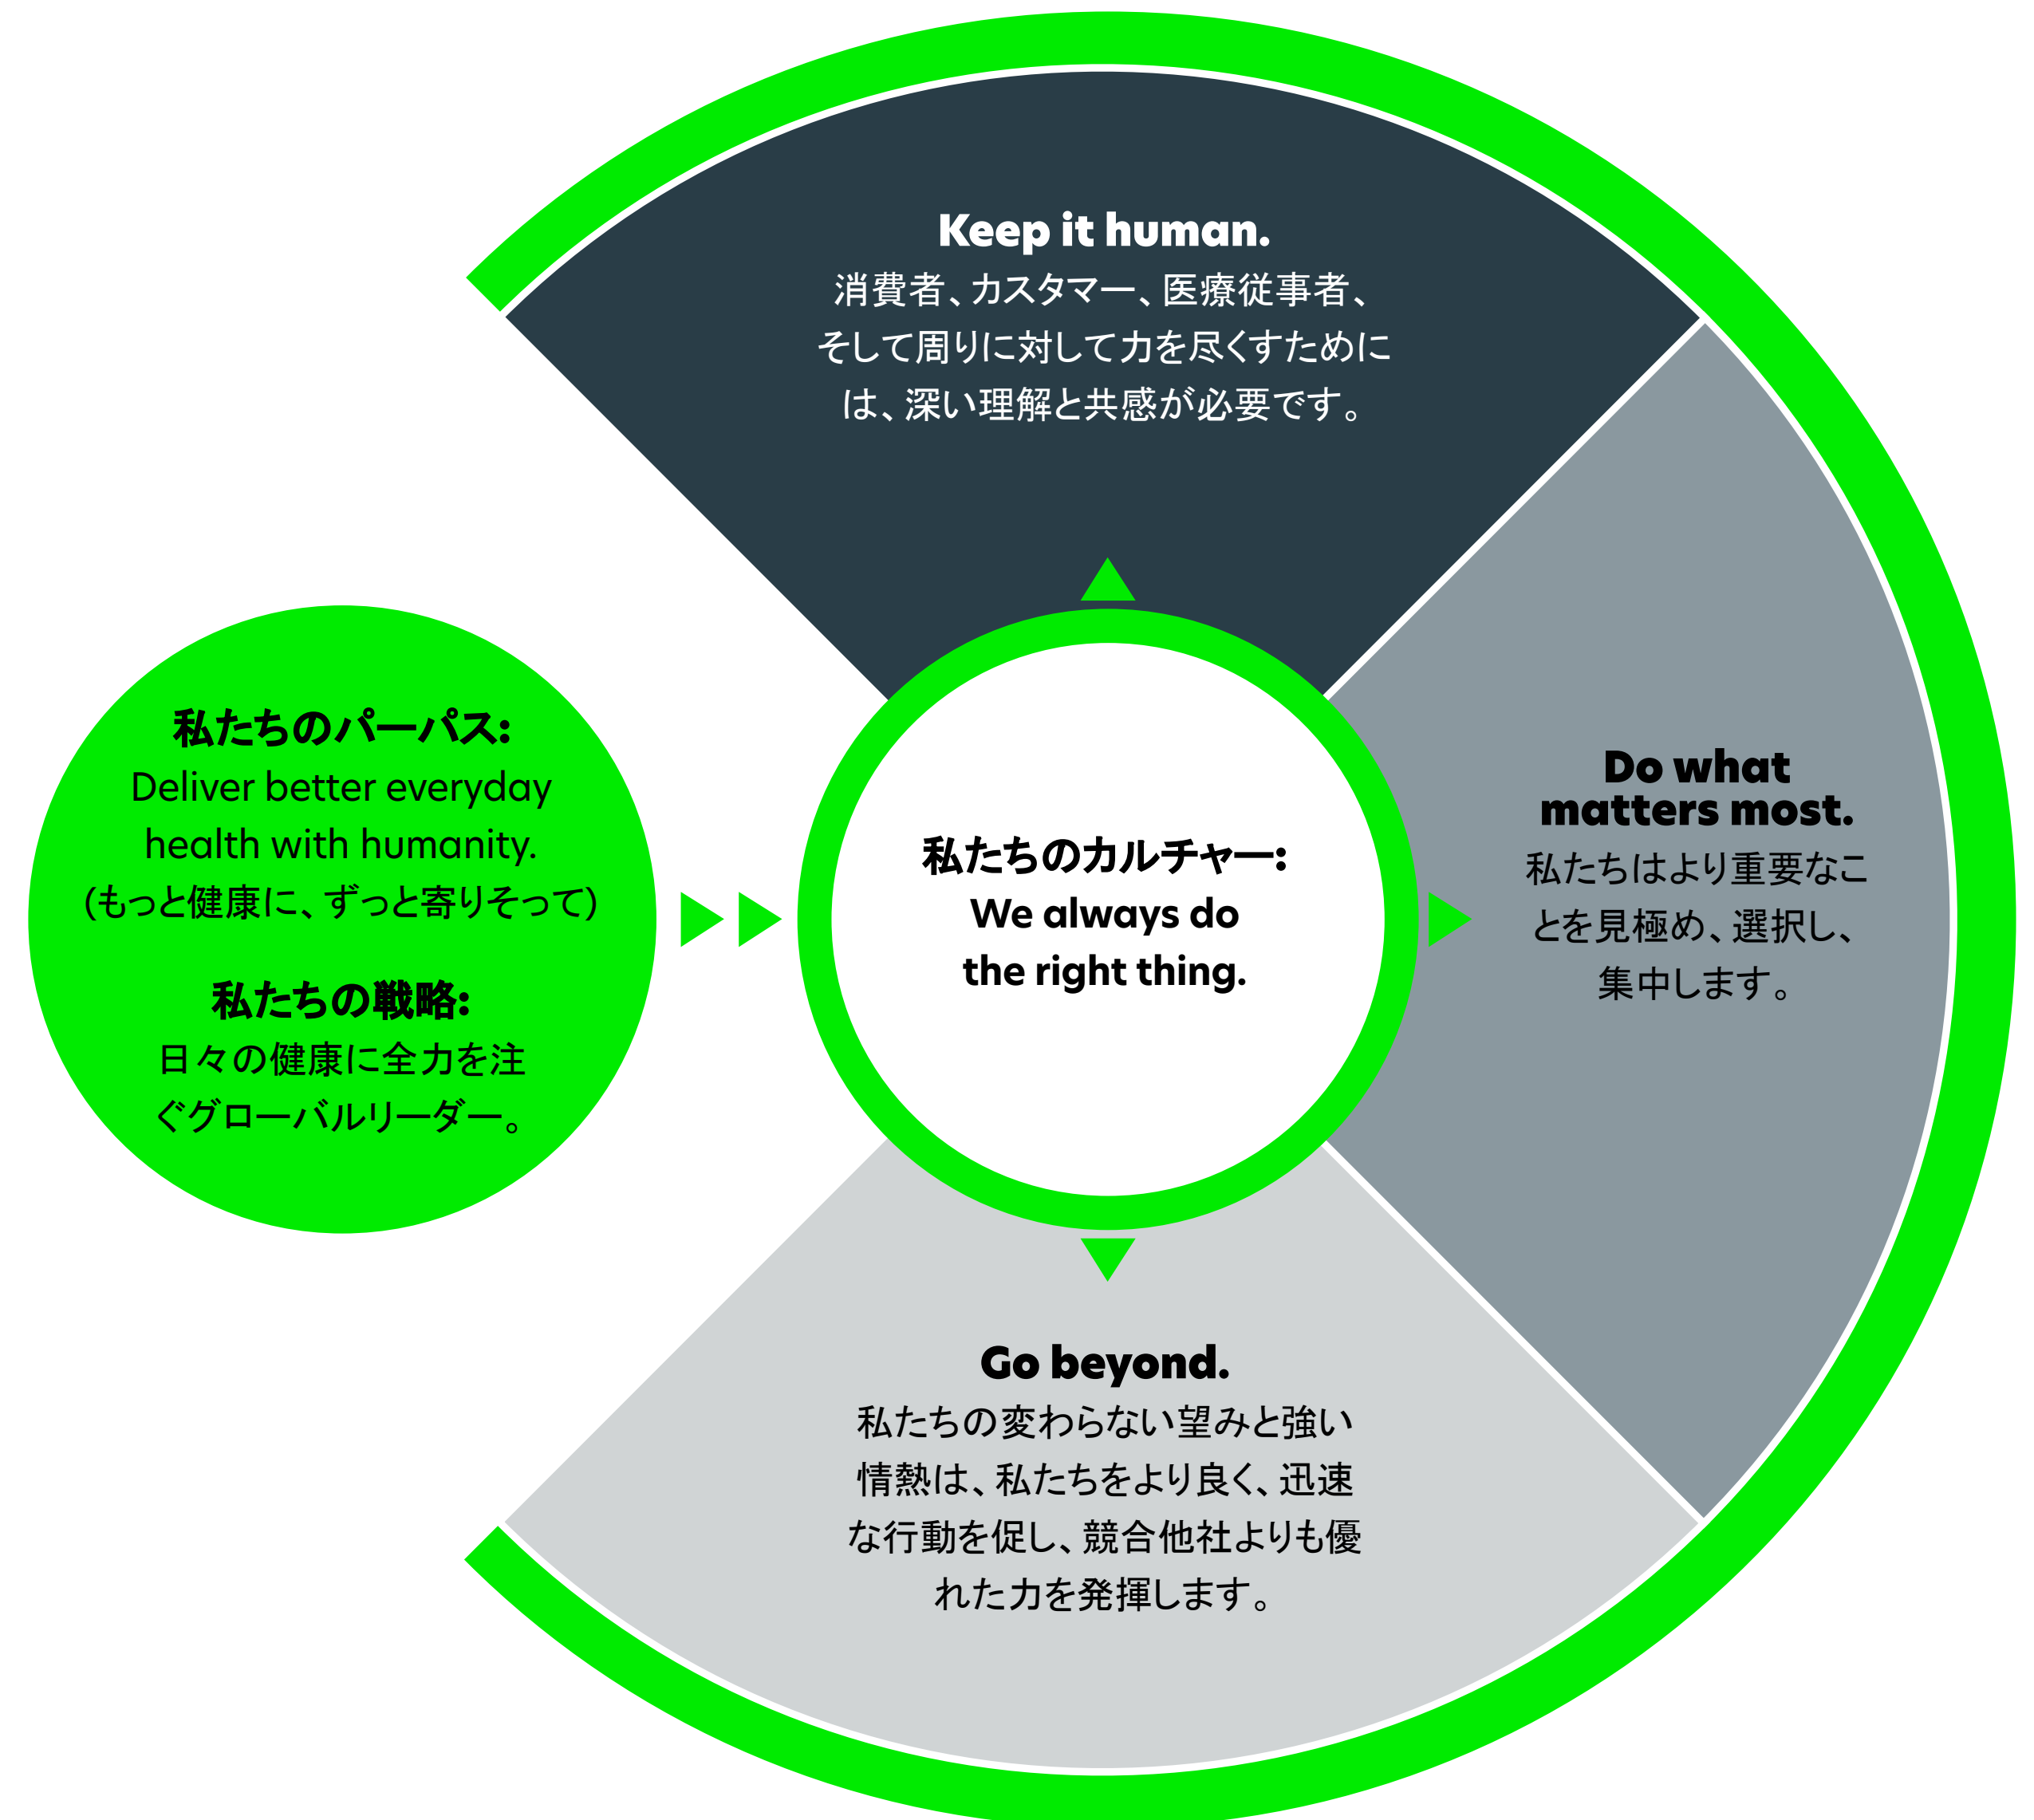 私たちのパーパス:
Deliver better everyday
health with humanity.
(もっと健康に、ずっと寄りそって)
私たちの戦略:
日々の健康に全力を注
ぐグローバルリーダー。
私たちのカルチャー:
We always do
the right thing.
Keep it human.
消費者、カスタマー、医療従事者、
そして周りに対して力を尽くすために
は、深い理解と共感が必要です。
Do what
matters most.
私たちはより重要なこ
とを見極め、選択し、
集中します。
Go beyond.
私たちの変わらない望みと強い
情熱は、私たちをより良く、迅速
な行動を促し、競合他社よりも優
れた力を発揮します。